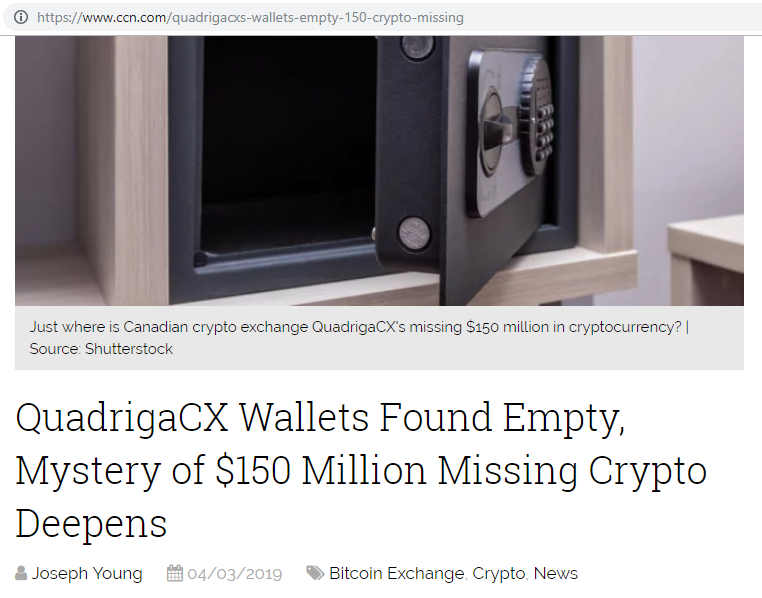 https://www.ccn.com/quadrigacxs-wallets-empty-150-crypto-missing
Just where is Canadian crypto exchange QuadrigaCX's missing $150 million in cryptocurrency? |
Source: Shutterstock
QuadrigaCX Wallets Found Empty,
Mystery of $150 Million Missing Crypto
Deepens
Joseph Young 04/03/2019 Bitcoin Exchange, Crypto, News